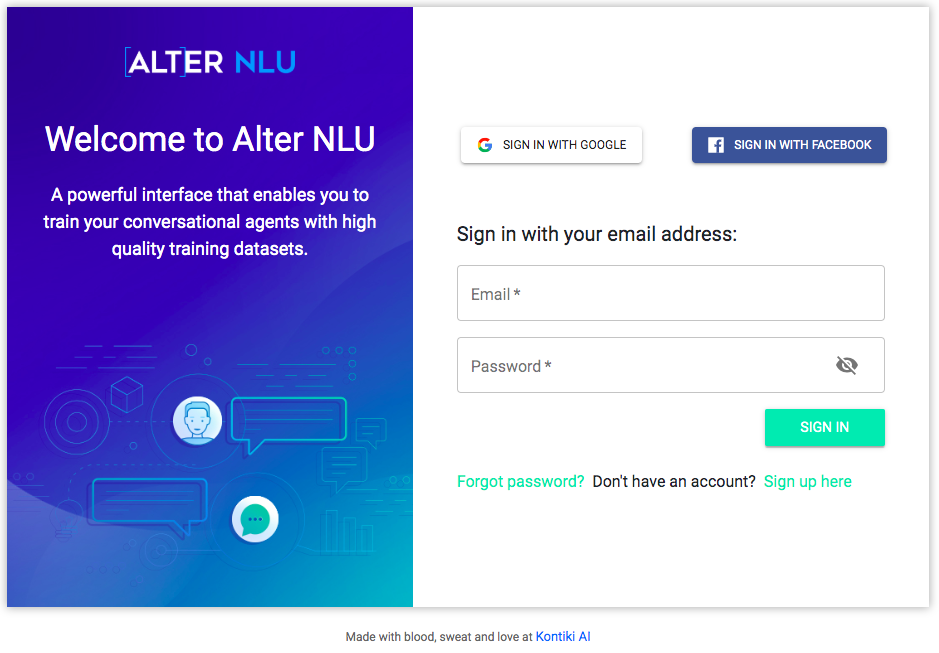 [ALTER NLU
Welcome to Alter NLU
A powerful interface that enables you to
train your conversational agents with high
quality training datasets.
SIGN IN WITH GOOGLE
SIGN IN WITH FACEBOOK
Sign in with your email address:
Email *
Password *
SIGN IN
Forgot password? Don't have an account? Sign up here
Made with blood, sweat and love at Kontiki AI